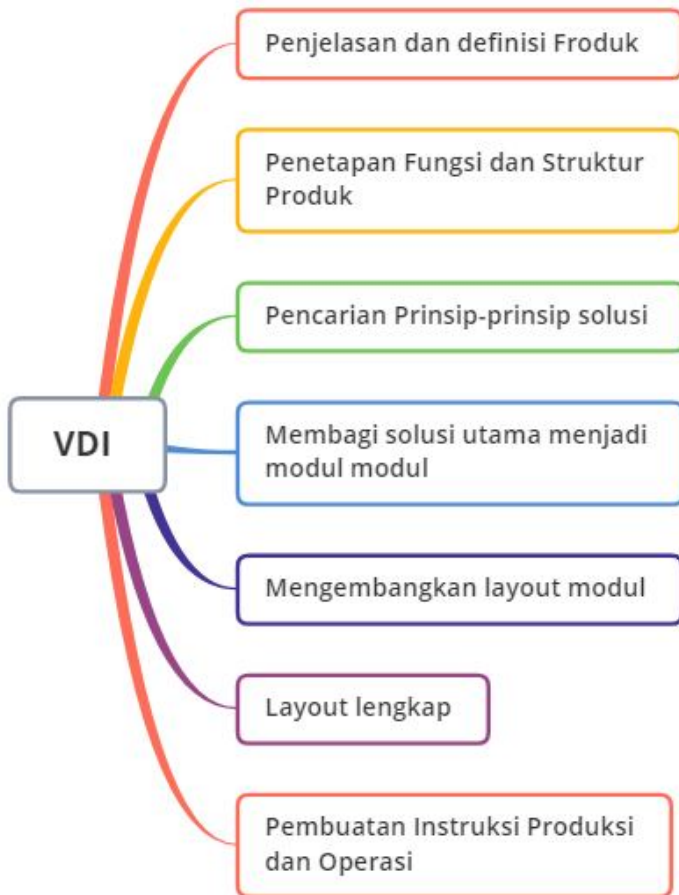 Penjelasan dan definisi Froduk
Penetapan Fungsi dan Struktur
Produk
Pencarian Prinsip-prinsip solusi
VDI
Membagi solusi utama menjadi
modul modul
Mengembangkan layout modul
Layout lengkap
Pembuatan Instruksi Produksi
dan Operasi